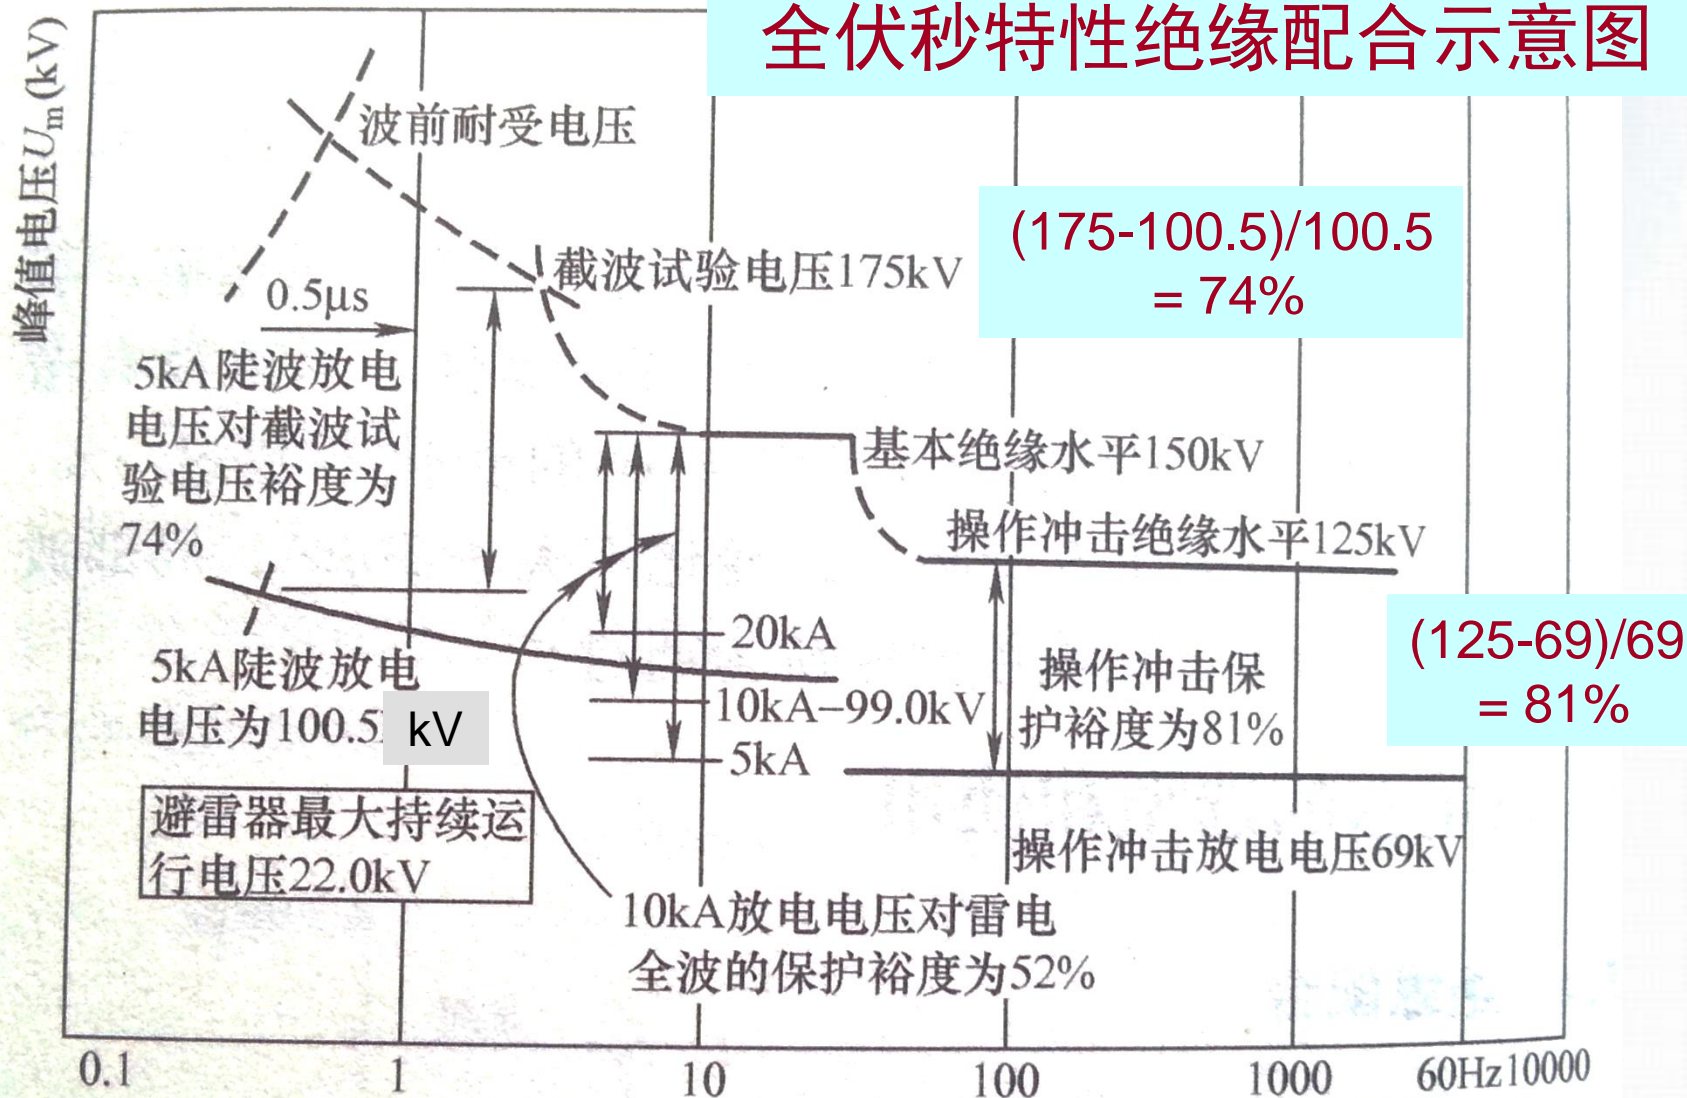 全伏秒特性绝缘配合示意图
峰值电压Um(kV)
波前耐受电压
(175-100.5)/100.5
= 74%
截波试验电压175kV
0.5μs
5kA陡波放电
电压对截波试
验电压裕度为
74%
基本绝缘水平150kV
操作冲击绝缘水平125kV
(125-69)/69
= 81%
20kA
5kA陡波放电
电压为100.5
kV
10kA-99.0kV
5kA
操作冲击保
护裕度为81%
避雷器最大持续运
行电压22.0kV
操作冲击放电电压69kV
10kA放电电压对雷电
全波的保护裕度为52%
0.1
1
10
100
1000
60Hz
10000